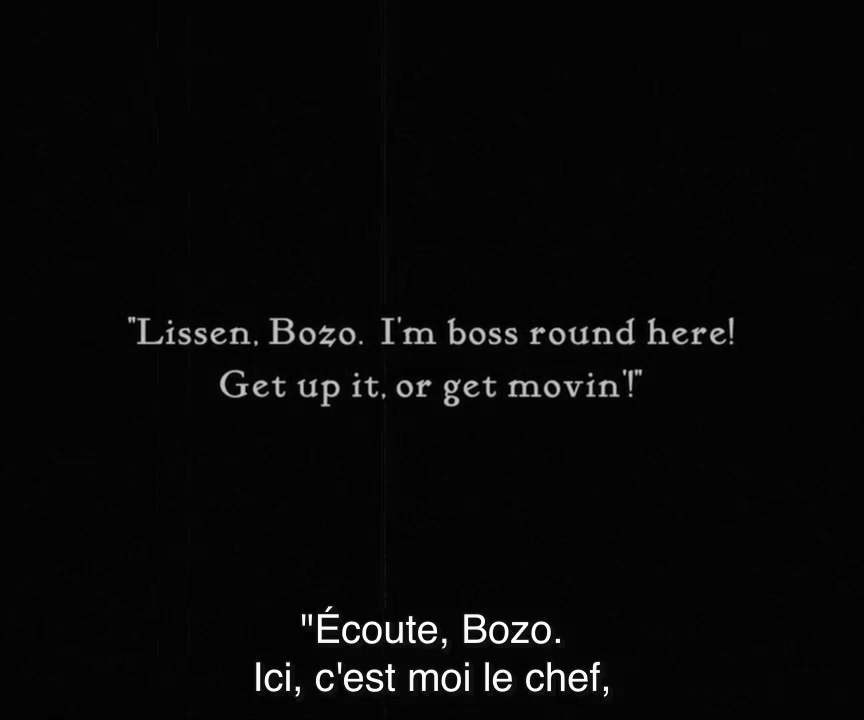 "Lissen, Bozo. I'm boss round here!
Get up it, or get movin'!"
"Écoute, Bozo.
Ici, c'est moi le chef,